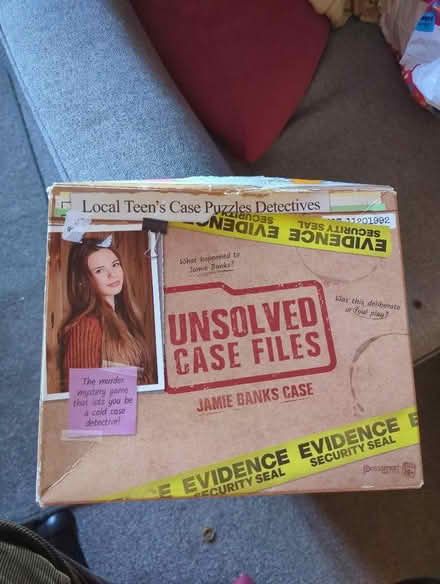 Local Teen's Case Puzzles Detectives
11201992
EVIDENCE EVIDENCE
SECURITY SEAL
SECURITY
What happened to
Jamie Banks?
Was this deliberate
or foul play?
UNSOLVED
CASE FILES
JAMIE BANKS CASE
The murder
mystery game
that lets you be
a cold case
detective!
E EVIDENCE EVIDENCE E
SECURITY SEAL SECURITY SEAL